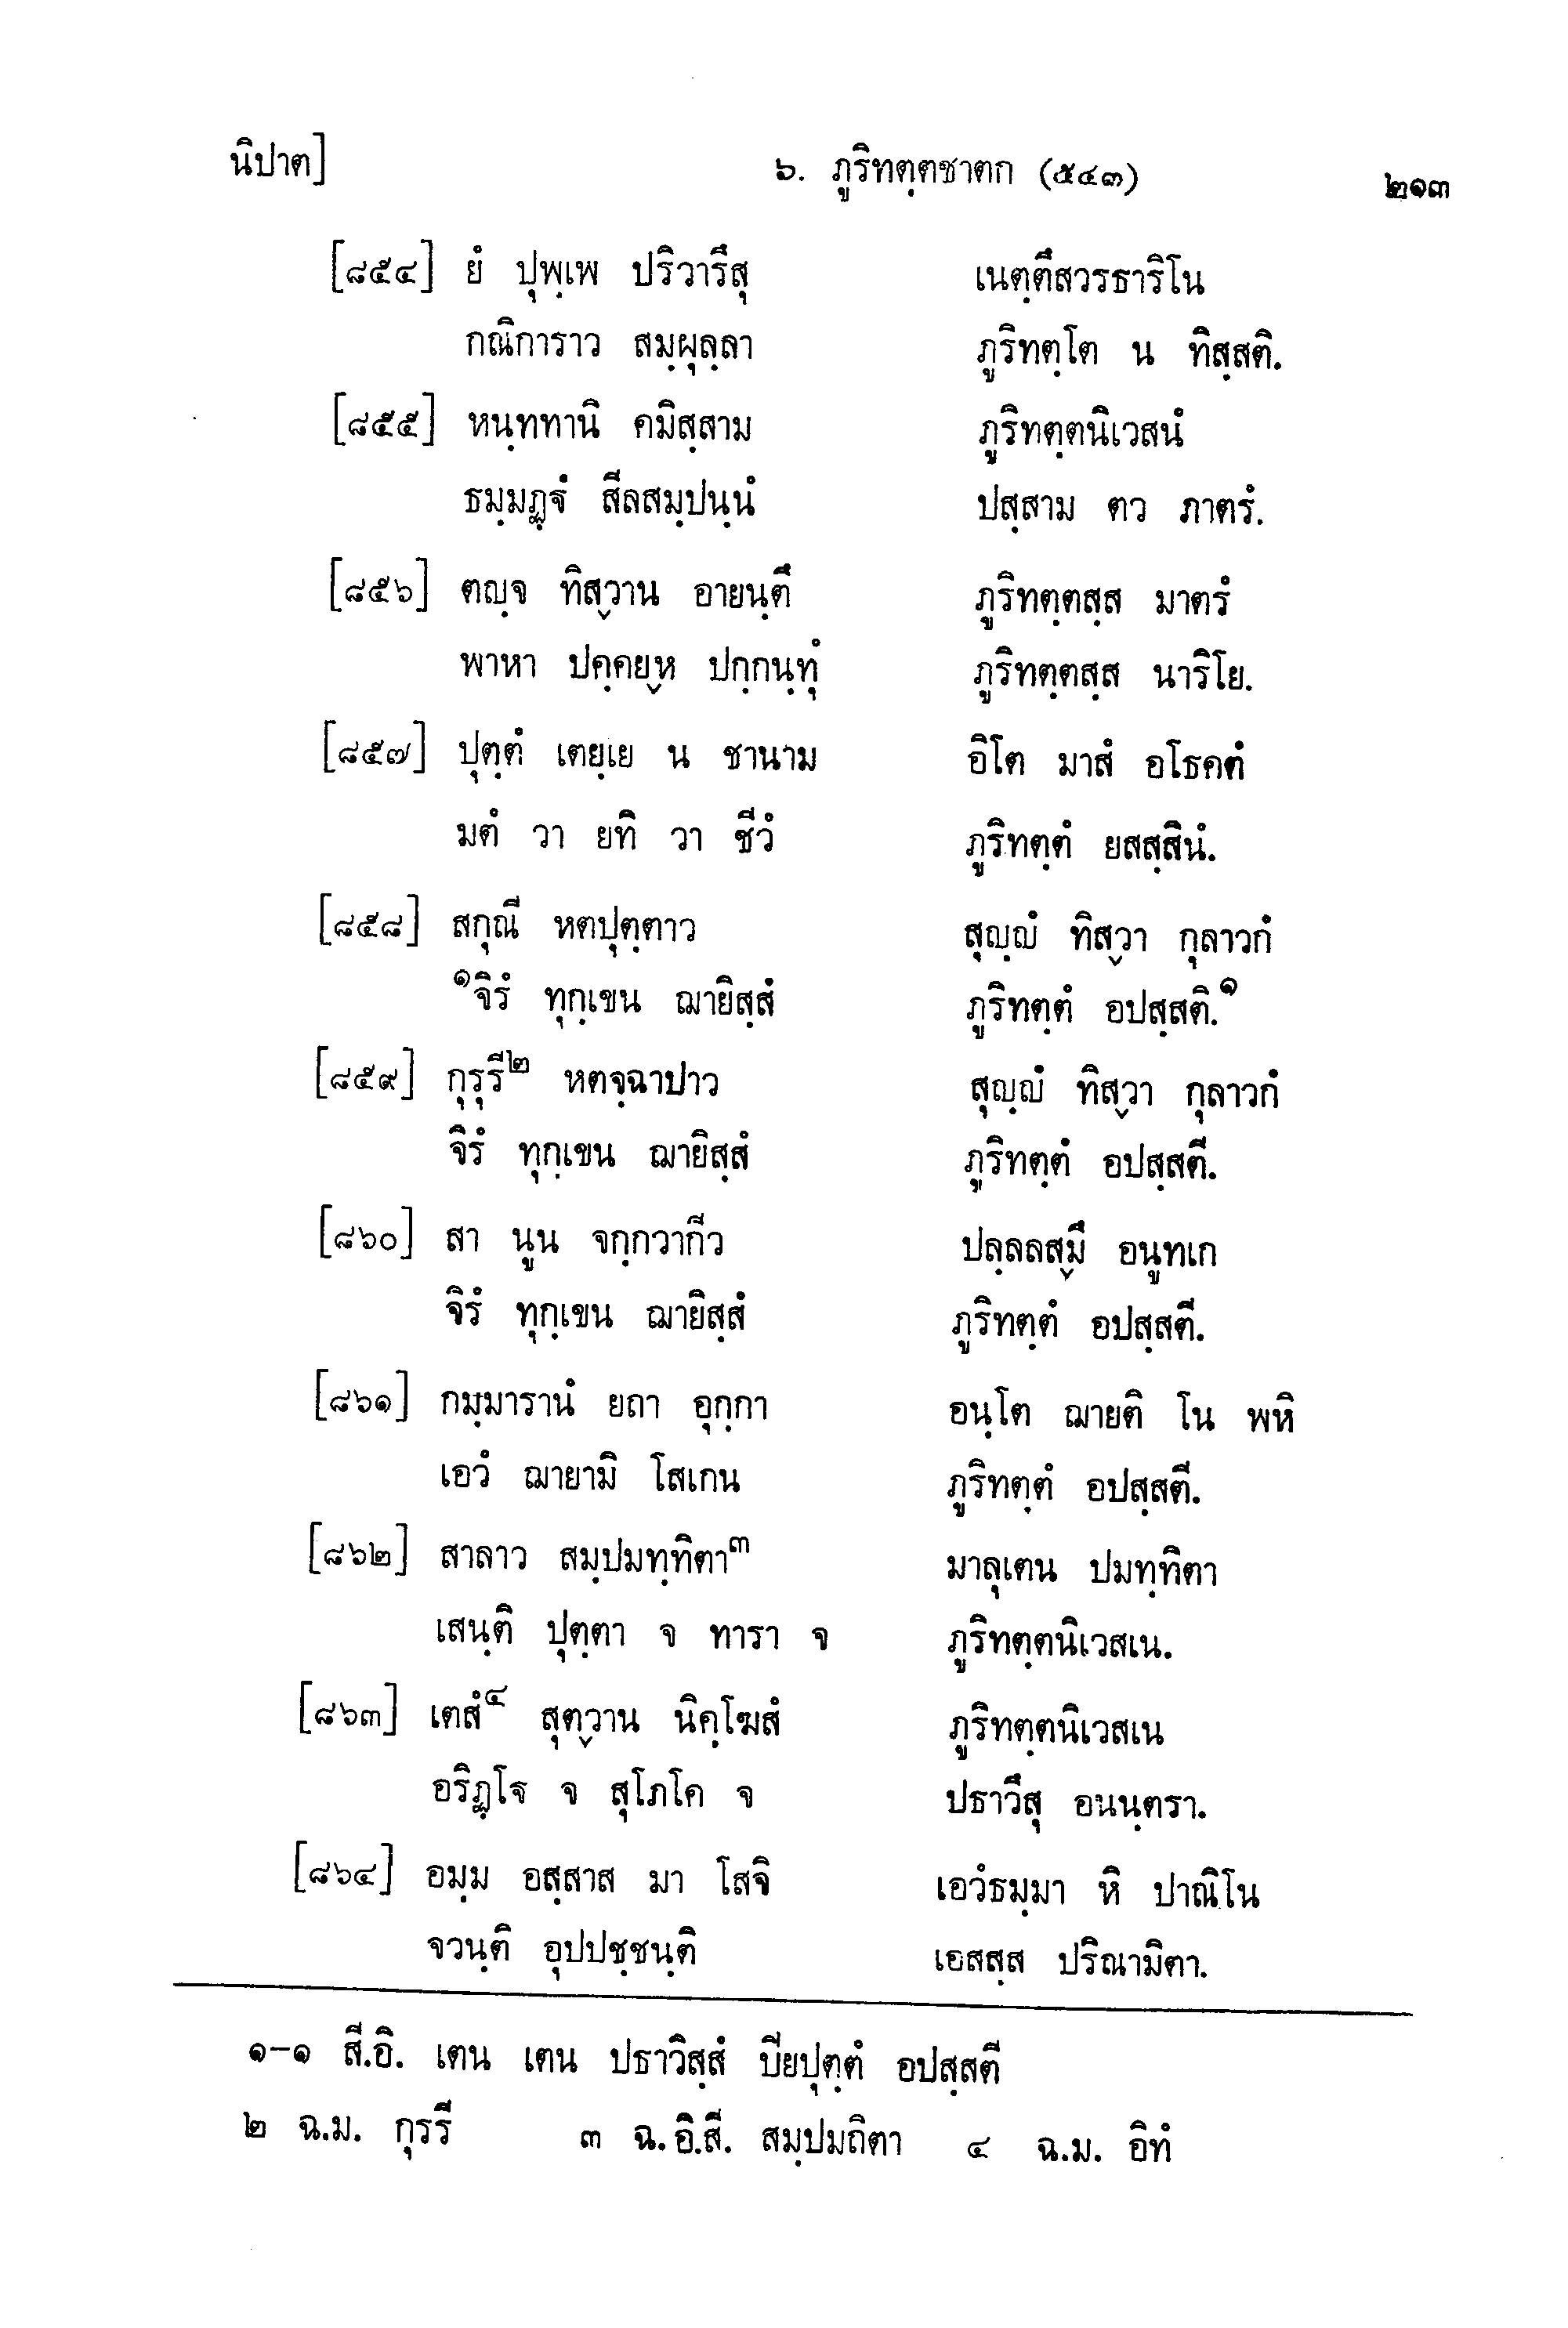 นิปาต] ๖. ภูริทตฺตชาตก (๕๔๓) ๒๑๓
[๘๕๔] ยํ ปุพฺเพ ปริวารึสุ เนตฺตึสวรธาริโน
กณิการาว สมฺผุลฺลา ภูริทตฺโต น ทิสฺสติ.
[๘๕๕] หนฺททานิ คมิสฺสาม ภูริทตฺตนิเวสนํ
ธมฺมฏฺฐํ สีลสมฺปนฺนํ ปสฺสาม ตว ภาตรํ.
[๘๕๖] ตญฺจ ทิสฺวาน อายนฺตึ ภูริทตฺตสฺส มาตรํ
พาหา ปคฺคยฺห ปกฺกนฺทุํ ภูริทตฺตสฺส นาริโย.
[๘๕๗] ปุตฺตํ เตยฺเย น ชานาม อิโต มาสํ อโธคตํ
มตํ วา ยทิ วา ชีวํ ภูริทตฺตํ ยสสฺสินํ.
[๘๕๘] สกุณี หตปุตฺตาว สุญฺญํ ทิสฺวา กุลาวกํ
๑จิรํ ทุกฺเขน ฌายิสฺสํ ภูริทตฺตํ อปสฺสติ.๑
[๘๕๙] กุรุรี๒ หตจฺฉาปาว สุญฺญํ ทิสฺวา กุลาวกํ
จิรํ ทุกฺเขน ฌายิสฺสํ ภูริทตฺตํ อปสฺสตี.
[๘๖๐] สา นูน จกฺกวากีว ปลฺลลสฺมึ อนูทเก
จิรํ ทุกฺเขน ฌายิสฺสํ ภูริทตฺตํ อปสฺสตี.
[๘๖๑] กมฺมารานํ ยถา อุกฺกา อนฺโต ฌายติ โน พหิ
เอวํ ฌายามิ โสเกน ภูริทตฺตํ อปสฺสตี.
[๘๖๒] สาลาว สมฺปมทฺทิตา๓ มาลุเตน ปมทฺทิตา
เสนฺติ ปุตฺตา จ ทารา จ ภูริทตฺตนิเวสเน.
[๘๖๓] เตสํ๔ สุตฺวาน นิคฺโฆสํ ภูริทตฺตนิเวสเน
อริฏฺโฐ จ สุโภโค จ ปธาวึสุ อนนฺตรา.
[๘๖๔] อมฺม อสฺสาส มา โสจิ เอวํธมฺมา หิ ปาณิโน
จวนฺติ อุปปชฺชนฺติ เอสสฺส ปริณามิตา.
๑-๑ สี.อิ. เตน เตน ปธาวิสฺสํ ปิยปุตฺตํ อปสฺสตี
๒ ฉ.ม. กุรรี ๓ ฉ.อิ.สี. สมฺปมถิตา ๔ ฉ.ม. อิทํ